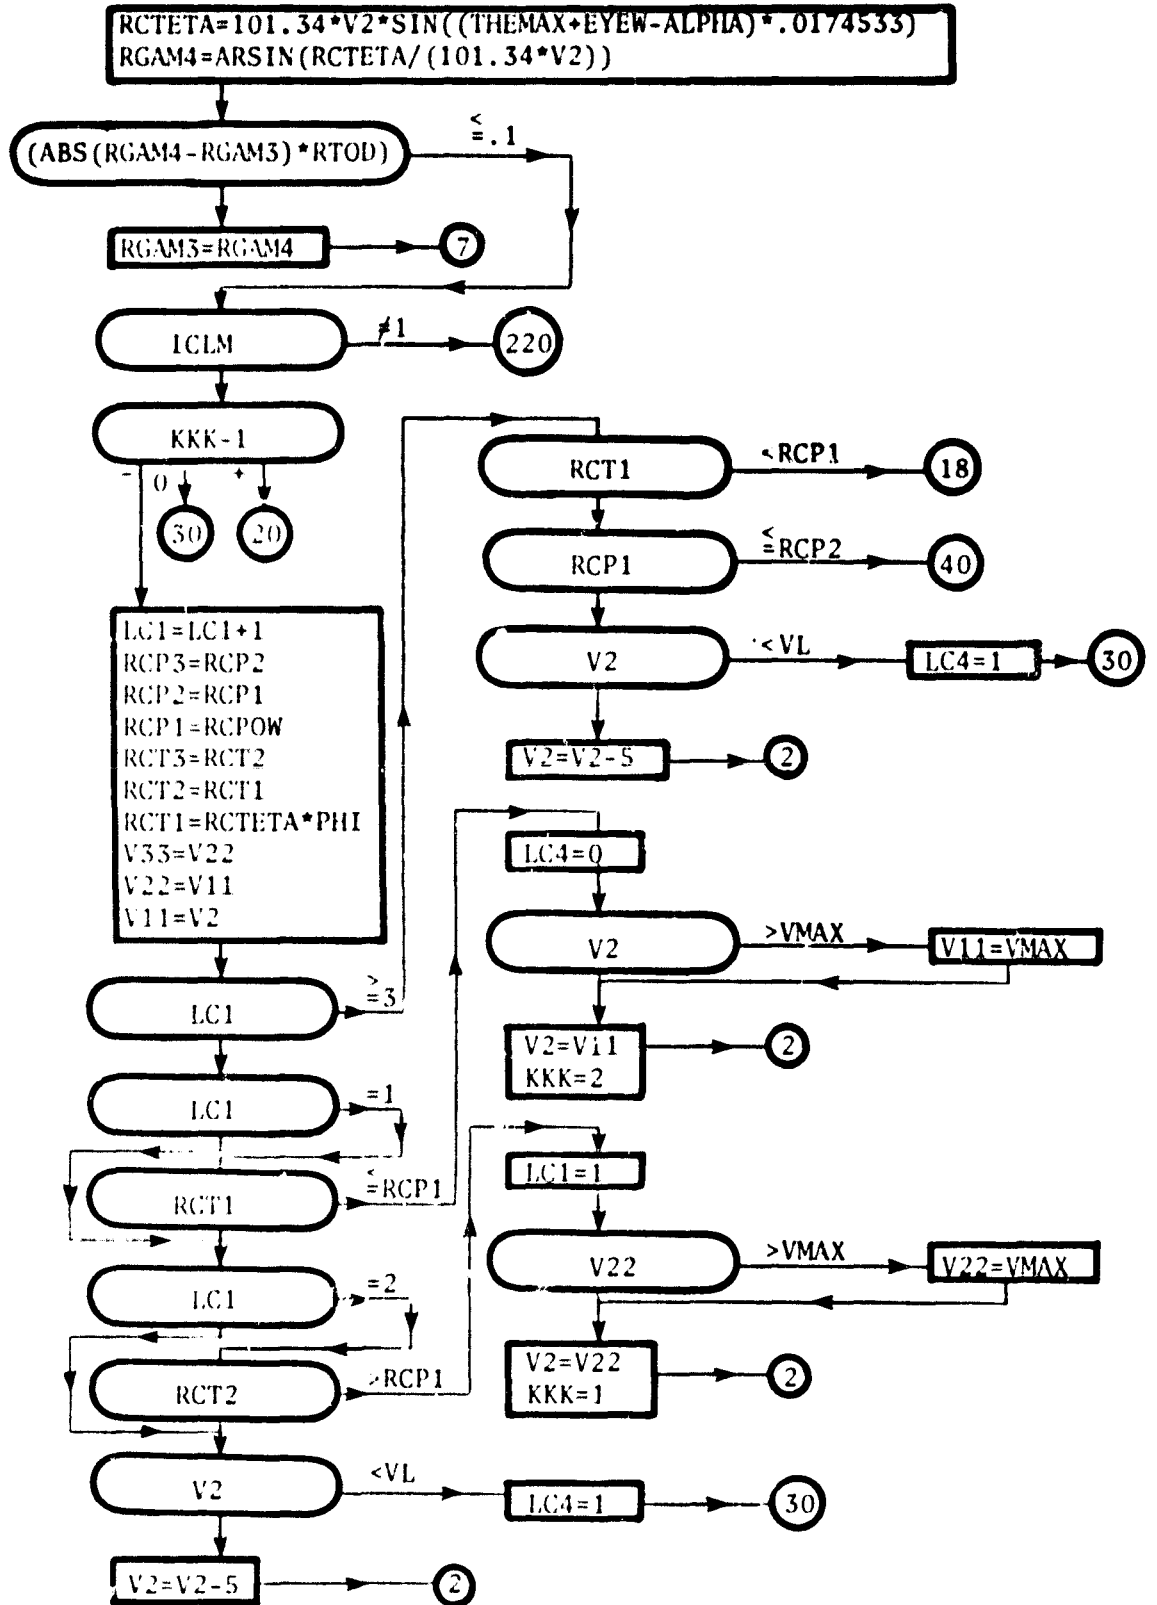 RCTETA=101.34*V2*SIN((THEMAX+EYEW-ALPHA)*.0174533)
RGAM4=ARSIN(RCTETA/(101.34*V2))
(ABS(RGAM4-RGAM3)*RTOD)
≤.1
RGAM3=RGAM4
7
ICLM
≠1
220
KKK-1
-
0
+
30
20
LC1=LC1+1
RCP3=RCP2
RCP2=RCP1
RCP1=RCPOW
RCT3=RCT2
RCT2=RCT1
RCT1=RCTETA*PHI
V33=V22
V22=V11
V11=V2
LC1
≥3
LC1
=1
RCT1
≤RCP1
LC1
=2
RCT2
>RCP1
V2
<VL
LC4=1
30
V2=V2-5
2
RCT1
<RCP1
18
RCP1
≤RCP2
40
V2
<VL
LC4=1
30
V2=V2-5
2
LC4=0
V2
>VMAX
V11=VMAX
V2=V11
KKK=2
2
LC1=1
V22
>VMAX
V22=VMAX
V2=V22
KKK=1
2